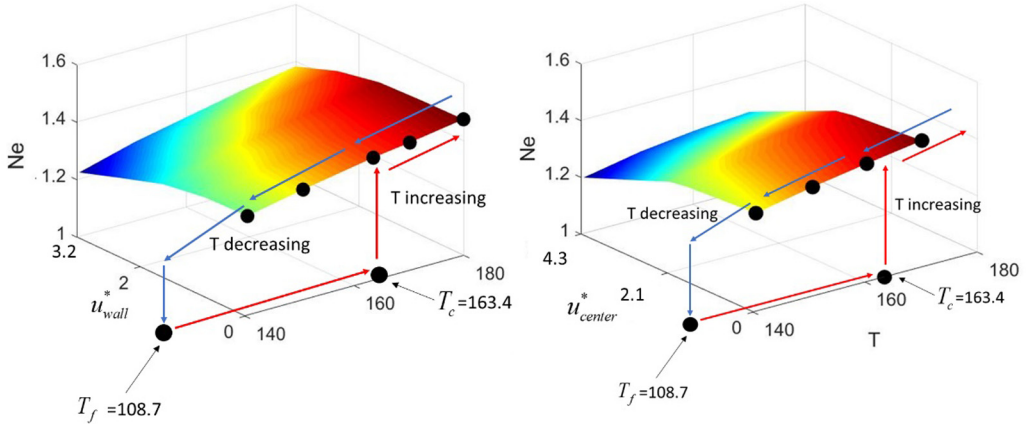 1.6
1.4
Ne
1.2
1
3.2
2
u*wall
0
140
160
180
T decreasing
T increasing
Tc=163.4
Tf =108.7
1.6
1.4
Ne
1.2
1
4.3
2.1
u*center
0
140
160
180
T
T decreasing
T increasing
Tc=163.4
Tf =108.7